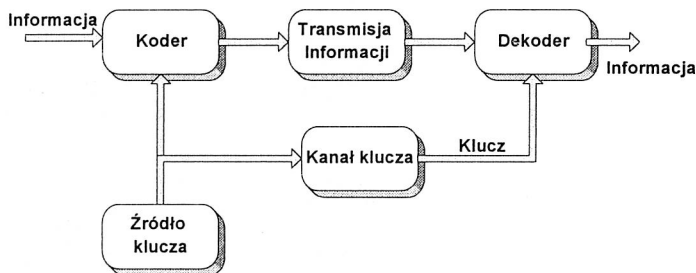 Informacja
Koder
Transmisja
Informacji
Dekoder
Informacja
Kanał klucza
Klucz
Źródło
klucza